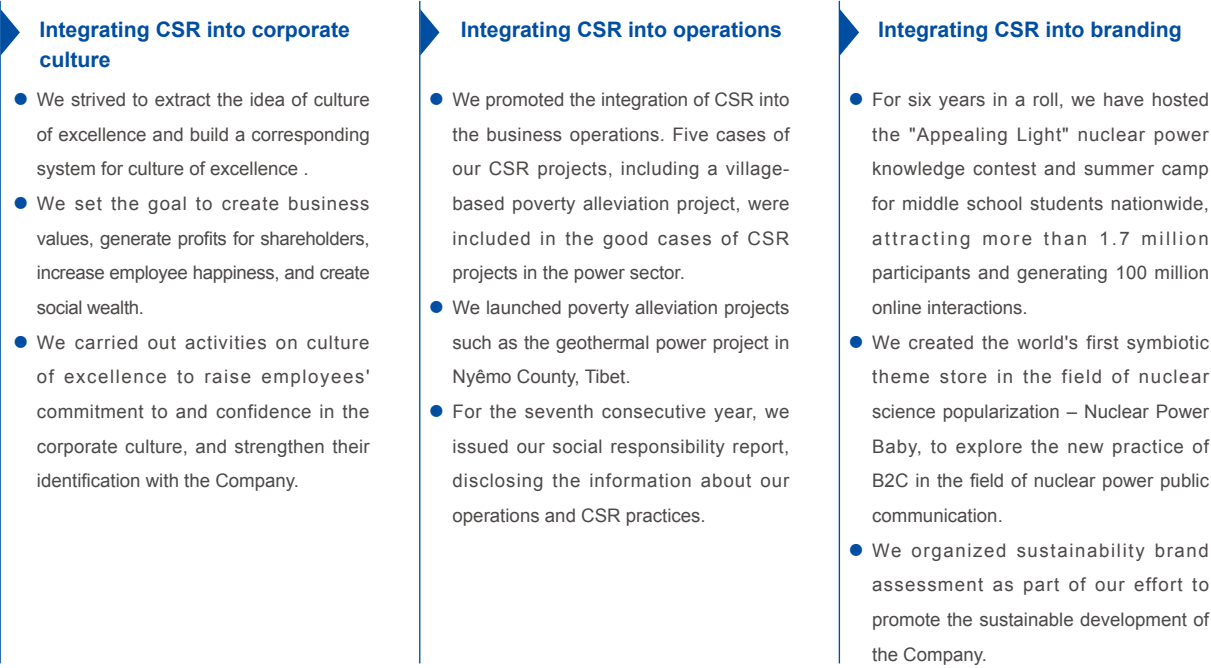 Integrating CSR into corporate
culture
We strived to extract the idea of culture
of excellence and build a corresponding
system for culture of excellence .
We set the goal to create business
values, generate profits for shareholders,
increase employee happiness, and create
social wealth.
We carried out activities on culture
of excellence to raise employees'
commitment to and confidence in the
corporate culture, and strengthen their
identification with the Company.
Integrating CSR into operations
We promoted the integration of CSR into
the business operations. Five cases of
our CSR projects, including a village-
based poverty alleviation project, were
included in the good cases of CSR
projects in the power sector.
We launched poverty alleviation projects
such as the geothermal power project in
Nyêmo County, Tibet.
For the seventh consecutive year, we
issued our social responsibility report,
disclosing the information about our
operations and CSR practices.
Integrating CSR into branding
For six years in a roll, we have hosted
the "Appealing Light" nuclear power
knowledge contest and summer camp
for middle school students nationwide,
attracting more than 1.7 million
participants and generating 100 million
online interactions.
We created the world's first symbiotic
theme store in the field of nuclear
science popularization – Nuclear Power
Baby, to explore the new practice of
B2C in the field of nuclear power public
communication.
We organized sustainability brand
assessment as part of our effort to
promote the sustainable development of
the Company.